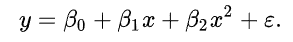 y = β₀ + β₁x + β₂x² + ε.